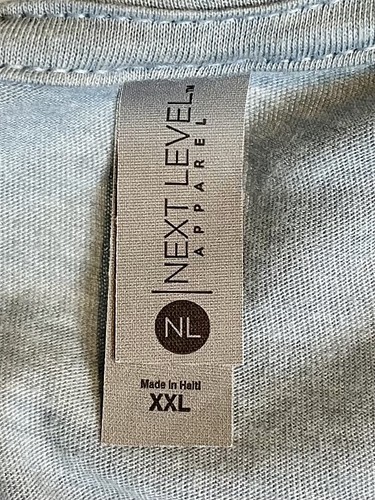 NEXT LEVEL™
APPAREL
NL
Made in Haiti
XXL